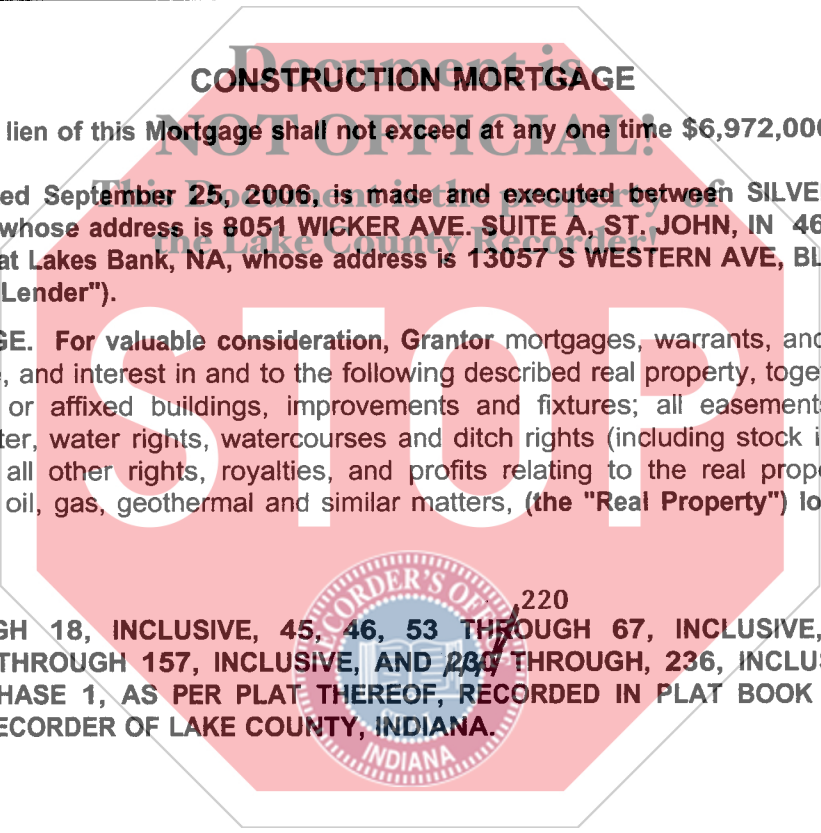 Document is
CONSTRUCTION MORTGAGE
NOT OFFICIAL!
lien of this Mortgage shall not exceed at any one time $6,972,000
This Document is the property of
ed September 25, 2006, is made and executed between SILVE
the Lake County Recorder!
whose address is 8051 WICKER AVE. SUITE A, ST. JOHN, IN 46
at Lakes Bank, NA, whose address is 13057 S WESTERN AVE, BL
Lender").
STOP
GE. For valuable consideration, Grantor mortgages, warrants, and
, and interest in and to the following described real property, toge
or affixed buildings, improvements and fixtures; all easements
ter, water rights, watercourses and ditch rights (including stock i
all other rights, royalties, and profits relating to the real prope
oil, gas, geothermal and similar matters, (the "Real Property") lo
RECORDER'S OFFICE
220
GH 18, INCLUSIVE, 45, 46, 53 THROUGH 67, INCLUSIVE,
THROUGH 157, INCLUSIVE, AND THROUGH, 236, INCLUS
HASE 1, AS PER PLAT THEREOF, RECORDED IN PLAT BOOK
ECORDER OF LAKE COUNTY, INDIANA.
INDIANA